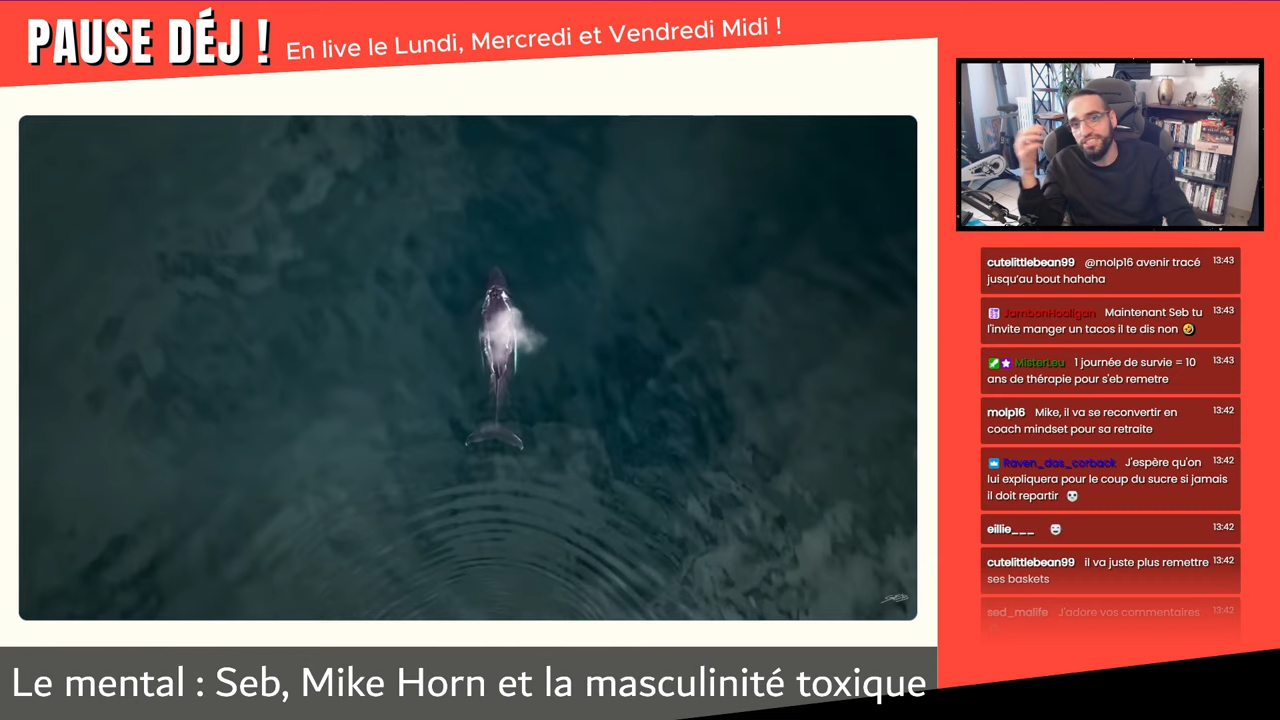 PAUSE DÉJ !
En live le Lundi, Mercredi et Vendredi Midi !
cutelittlebean99 @molp16 avenir tracé 13:43
jusqu'au bout hahaha
JambonHooligan Maintenant Seb tu 13:43
l'invite manger un tacos il te dis non
MisterLeu 1 journée de survie = 10 13:43
ans de thérapie pour s'eb remetre
molp16 Mike, il va se reconvertir en 13:42
coach mindset pour sa retraite
Raven_das_corback J'espère qu'on 13:42
lui expliquera pour le coup du sucre si jamais
il doit repartir
eillie___ 13:42
cutelittlebean99 il va juste plus remettre 13:42
ses baskets
sed_malife J'adore vos commentaires 13:42
Le mental : Seb, Mike Horn et la masculinité toxique